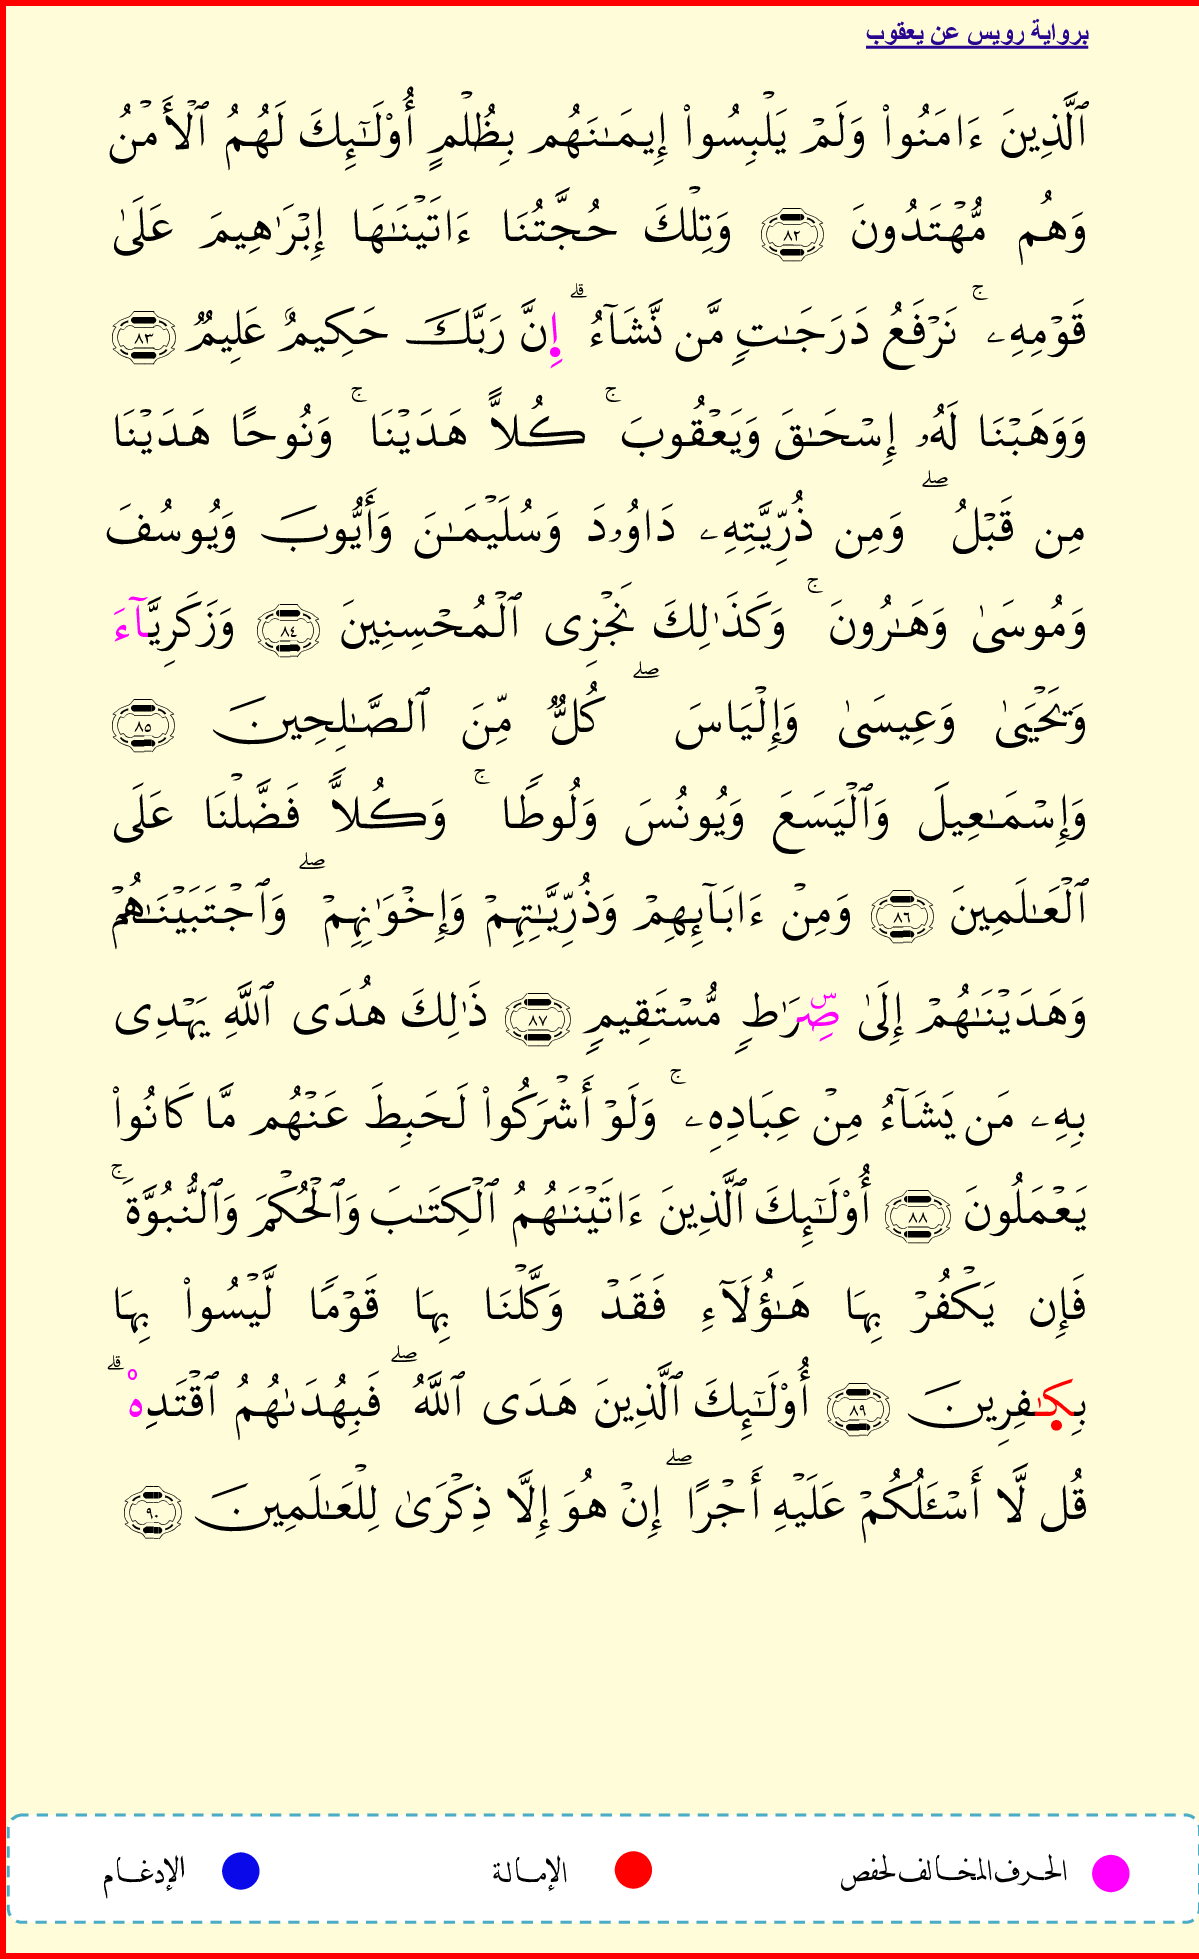 برواية رويس عن يعقوب
ٱلَّذِينَ ءَامَنُوا۟ وَلَمْ يَلْبِسُوا۟ إِيمَـٰنَهُم بِظُلْمٍ أُو۟لَـٰٓئِكَ لَهُمُ ٱلْأَمْنُ
وَهُم مُّهْتَدُونَ ٨٢ وَتِلْكَ حُجَّتُنَا ءَاتَيْنَـٰهَا إِبْرَٰهِيمَ عَلَىٰ
قَوْمِهِۦ ۚ نَرْفَعُ دَرَجَـٰتِ مَّن نَّشَآءُ ۗ إِنَّ رَبَّكَ حَكِيمٌ عَلِيمٌ ٨٣
وَوَهَبْنَا لَهُۥ إِسْحَـٰقَ وَيَعْقُوبَ ۚ كُلًّا هَدَيْنَا ۚ وَنُوحًا هَدَيْنَا
مِن قَبْلُ ۖ وَمِن ذُرِّيَّتِهِۦ دَاوُۥدَ وَسُلَيْمَـٰنَ وَأَيُّوبَ وَيُوسُفَ
وَمُوسَىٰ وَهَـٰرُونَ ۚ وَكَذَٰلِكَ نَجْزِى ٱلْمُحْسِنِينَ ٨٤ وَزَكَرِيَّآءَ
وَيَحْيَىٰ وَعِيسَىٰ وَإِلْيَاسَ ۖ كُلٌّ مِّنَ ٱلصَّـٰلِحِينَ ٨٥
وَإِسْمَـٰعِيلَ وَٱلْيَسَعَ وَيُونُسَ وَلُوطًا ۚ وَكُلًّا فَضَّلْنَا عَلَى
ٱلْعَـٰلَمِينَ ٨٦ وَمِنْ ءَابَآئِهِمْ وَذُرِّيَّـٰتِهِمْ وَإِخْوَٰنِهِمْ ۖ وَٱجْتَبَيْنَـٰهُمْ
وَهَدَيْنَـٰهُمْ إِلَىٰ صِّۜرَٰطٍ مُّسْتَقِيمٍ ٨٧ ذَٰلِكَ هُدَى ٱللَّهِ يَهْدِى
بِهِۦ مَن يَشَآءُ مِنْ عِبَادِهِۦ ۚ وَلَوْ أَشْرَكُوا۟ لَحَبِطَ عَنْهُم مَّا كَانُوا۟
يَعْمَلُونَ ٨٨ أُو۟لَـٰٓئِكَ ٱلَّذِينَ ءَاتَيْنَـٰهُمُ ٱلْكِتَـٰبَ وَٱلْحُكْمَ وَٱلنُّبُوَّةَ ۚ
فَإِن يَكْفُرْ بِهَا هَـٰٓؤُلَآءِ فَقَدْ وَكَّلْنَا بِهَا قَوْمًا لَّيْسُوا۟ بِهَا
بِكَـٰفِرِينَ ٨٩ أُو۟لَـٰٓئِكَ ٱلَّذِينَ هَدَى ٱللَّهُ ۖ فَبِهُدَىٰهُمُ ٱقْتَدِهْ ۗ
قُل لَّا أَسْـَٔلُكُمْ عَلَيْهِ أَجْرًا ۖ إِنْ هُوَ إِلَّا ذِكْرَىٰ لِلْعَـٰلَمِينَ ٩٠
الحرف المخالف لحفص الإمالة الإدغام